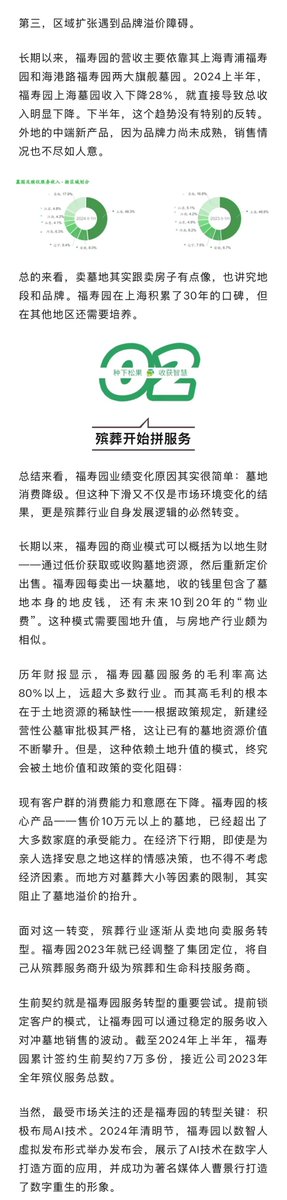 第三，区域扩张遇到品牌溢价障碍。
长期以来，福寿园的营收主要依靠其上海青浦福寿
园和海港路福寿园两大旗舰墓园。2024上半年，
福寿园上海墓园收入下降28%，就直接导致总收
入明显下降。下半年，这个趋势没有特别的反转。
外地的中端新产品，因为品牌力尚未成熟，销售情
况也不尽如人意。
总的来看，卖墓地其实跟卖房子有点像，也讲究地
段和品牌。福寿园在上海积累了30年的口碑，但
在其他地区还需要培养。
02
种下松果 收获智慧
殡葬开始拼服务
总结来看，福寿园业绩变化原因其实很简单：墓地
消费降级。但这种下滑又不仅是市场环境变化的结
果，更是殡葬行业自身发展逻辑的必然转变。
长期以来，福寿园的商业模式可以概括为以地生财
——通过低价获取或收购墓地资源，然后重新定价
出售。福寿园每卖出一块墓地，收的钱里包含了墓
地本身的地皮钱，还有未来10到20年的“物业
费”。这种模式需要囤地升值，与房地产行业颇为
相似。
历年财报显示，福寿园墓园服务的毛利率高达
80%以上，远超大多数行业。而其高毛利的根本
在于土地资源的稀缺性——根据政策规定，新建经
营性公墓审批极其严格，这让已有的墓地资源价值
不断攀升。但是，这种依赖土地升值的模式，终究
会被土地价值和政策的变化阻碍：
现有客户群的消费能力和意愿在下降。福寿园的核
心产品——售价10万元以上的墓地，已经超出了
大多数家庭的承受能力。在经济下行期，即使是为
亲人选择安息之地这样的情感决策，也不得不考虑
经济因素。而地方对墓葬大小等因素的限制，其实
阻止了墓地溢价的抬升。
面对这一转变，殡葬行业逐渐从卖地向卖服务转
型。福寿园2023年就已经调整了集团定位，将自
己从殡葬服务商升级为殡葬和生命科技服务商。
生前契约就是福寿园服务转型的重要尝试。提前锁
定客户的模式，让福寿园可以通过稳定的服务收入
对冲墓地销售的波动。截至2024年上半年，福寿
园累计签约生前契约7万多份，接近公司2023年
全年殡仪服务总数。
当然，最受市场关注的还是福寿园的转型关键：积
极布局AI技术。2024年清明节，福寿园以数智人
虚拟发布形式举办发布会，展示了AI技术在数字人
打造方面的应用，并成功为著名媒体人曹景行打造
了数字重生的形象。